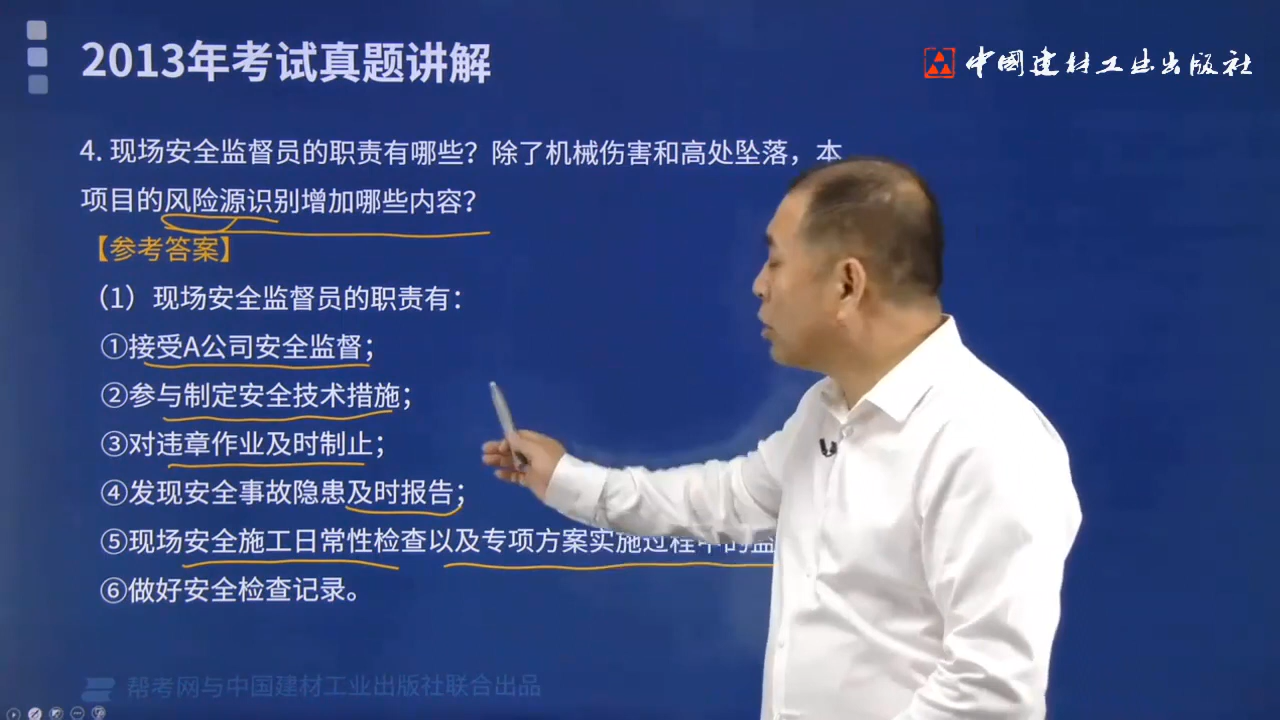 2013年考试真题讲解
中国建材工业出版社
4. 现场安全监督员的职责有哪些？除了机械伤害和高处坠落，本
项目的风险源识别增加哪些内容？
【参考答案】
（1）现场安全监督员的职责有：
①接受A公司安全监督；
②参与制定安全技术措施；
③对违章作业及时制止；
④发现安全事故隐患及时报告；
⑤现场安全施工日常性检查以及专项方案实施过程中的监
⑥做好安全检查记录。
帮考网与中国建材工业出版社联合出品